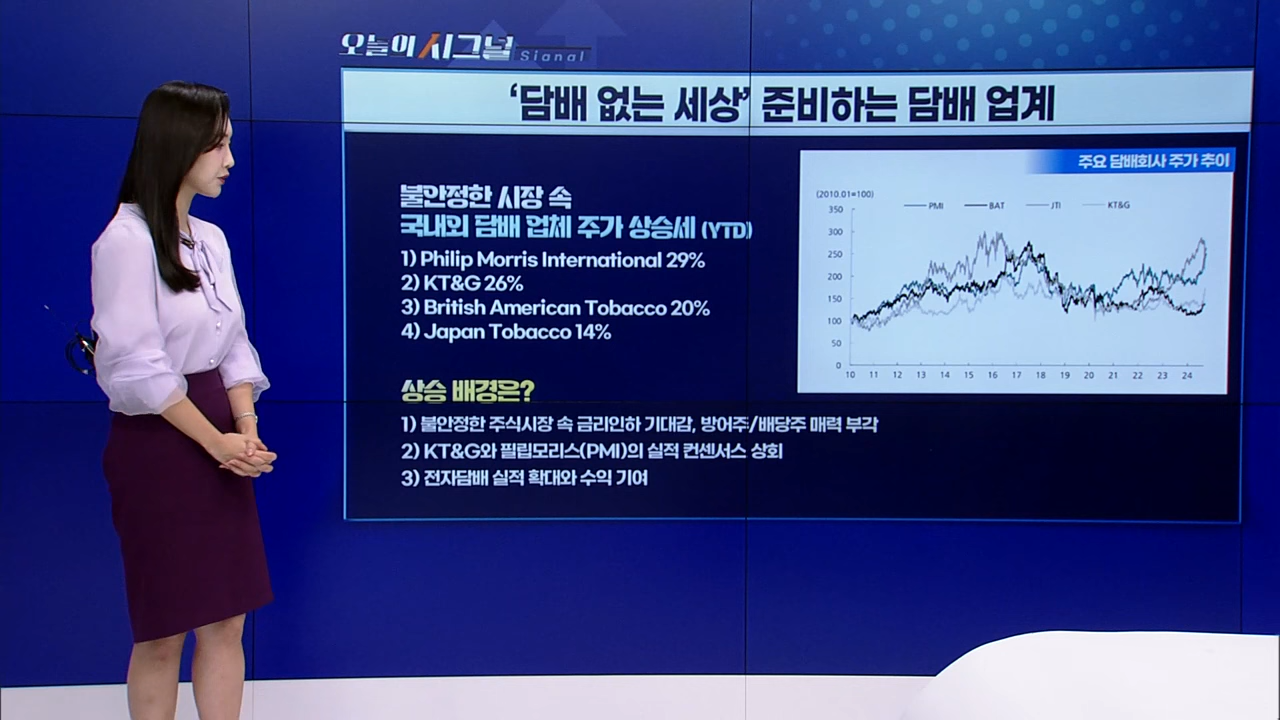 오늘의 시그널
Signal
‘담배 없는 세상’ 준비하는 담배 업계
불안정한 시장 속
국내외 담배 업체 주가 상승세 (YTD)
1) Philip Morris International 29%
2) KT&G 26%
3) British American Tobacco 20%
4) Japan Tobacco 14%
상승 배경은?
1) 불안정한 주식시장 속 금리인하 기대감, 방어주/배당주 매력 부각
2) KT&G와 필립모리스(PMI)의 실적 컨센서스 상회
3) 전자담배 실적 확대와 수익 기여
주요 담배회사 주가 추이
(2010.01=100)
PMI BAT JTI KT&G
350
300
250
200
150
100
50
0
10 11 12 13 14 15 16 17 18 19 20 21 22 23 24